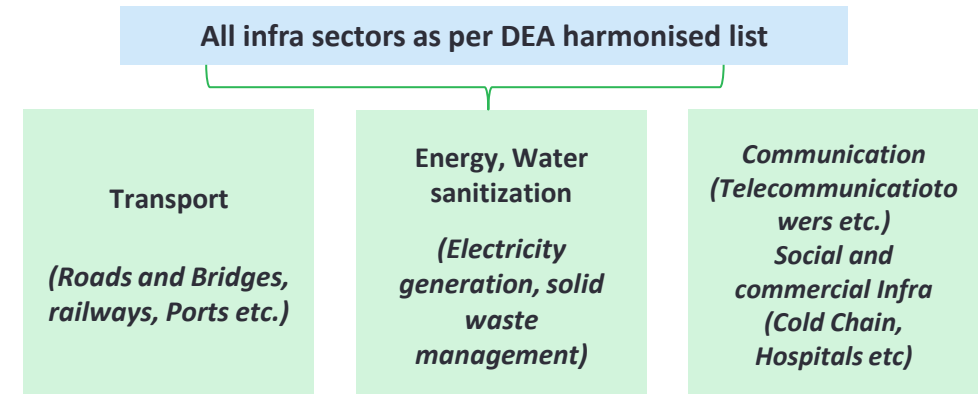 All infra sectors as per DEA harmonised list
Transport
(Roads and Bridges,
railways, Ports etc.)
Energy, Water
sanitization
(Electricity
generation, solid
waste
management)
Communication
(Telecommunicatioto
wers etc.)
Social and
commercial Infra
(Cold Chain,
Hospitals etc)